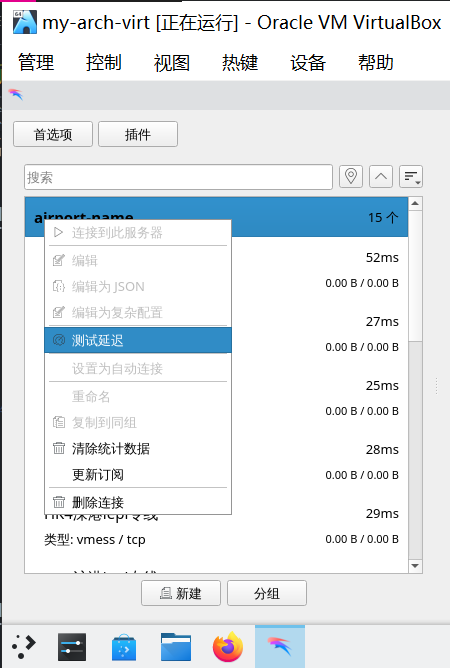 64
my-arch-virt [正在运行] - Oracle VM VirtualBox
管理 控制 视图 热键 设备 帮助
首选项 插件
搜索
airport-name 15 个
连接到此服务器
52ms
编辑
编辑为 JSON 0.00 B / 0.00 B
编辑为复杂配置
27ms
测试延迟 0.00 B / 0.00 B
设置为自动连接
25ms
重命名
0.00 B / 0.00 B
复制到同组
清除统计数据 28ms
更新订阅 0.00 B / 0.00 B
删除连接
HK4深港iepl专线 29ms
类型: vmess / tcp 0.00 B / 0.00 B
新建 分组